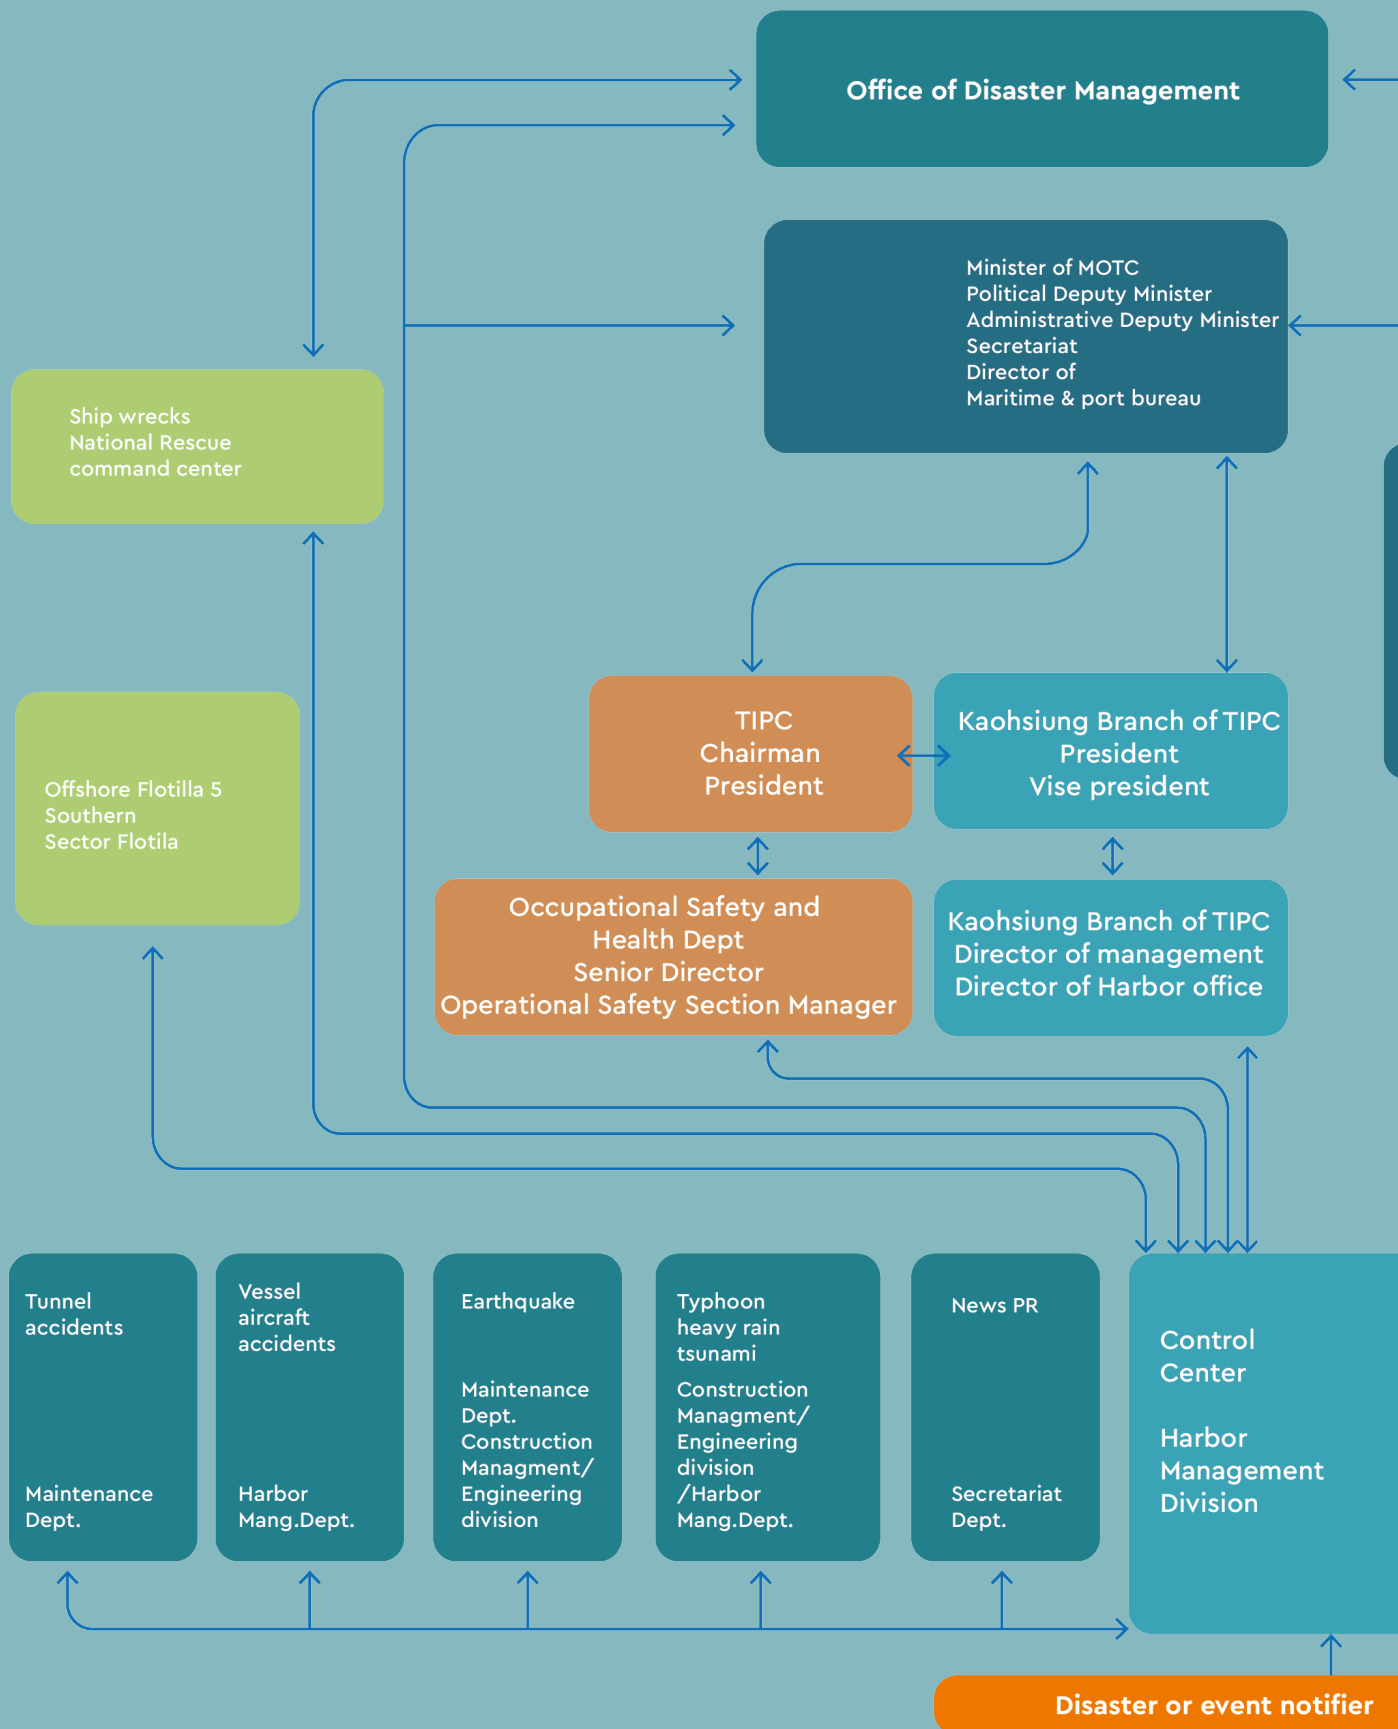 Office of Disaster Management
Minister of MOTC
Political Deputy Minister
Administrative Deputy Minister
Secretariat
Director of
Maritime & port bureau
Ship wrecks
National Rescue
command center
TIPC
Chairman
President
Kaohsiung Branch of TIPC
President
Vise president
Offshore Flotilla 5
Southern
Sector Flotila
Occupational Safety and
Health Dept
Senior Director
Operational Safety Section Manager
Kaohsiung Branch of TIPC
Director of management
Director of Harbor office
Tunnel
accidents
Maintenance
Dept.
Vessel
aircraft
accidents
Harbor
Mang.Dept.
Earthquake
Maintenance
Dept.
Construction
Managment/
Engineering
division
Typhoon
heavy rain
tsunami
Construction
Managment/
Engineering
division
/Harbor
Mang.Dept.
News PR
Secretariat
Dept.
Control
Center
Harbor
Management
Division
Disaster or event notifier